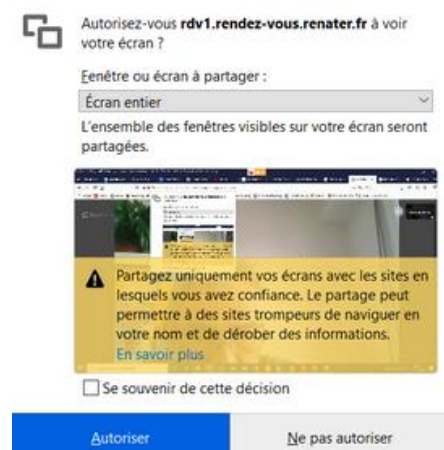 Autorisez-vous rdv1.rendez-vous.renater.fr à voir
votre écran ?
Fenêtre ou écran à partager :
Écran entier
L'ensemble des fenêtres visibles sur votre écran seront
partagées.
Partagez uniquement vos écrans avec les sites en
lesquels vous avez confiance. Le partage peut
permettre à des sites trompeurs de naviguer en
votre nom et de dérober des informations.
En savoir plus
Se souvenir de cette décision
Autoriser
Ne pas autoriser